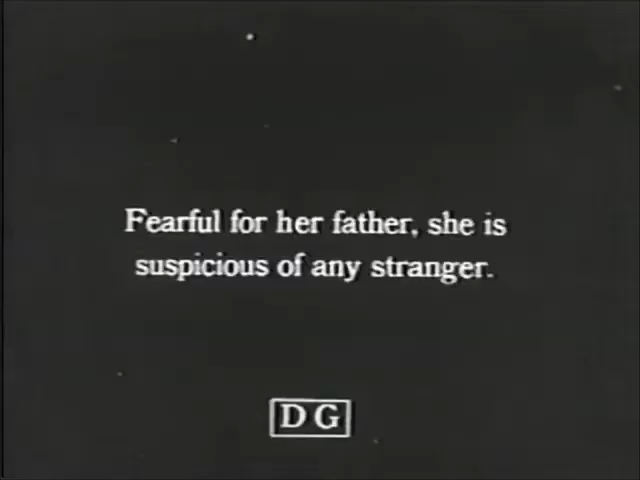 Fearful for her father, she is
suspicious of any stranger.
DG